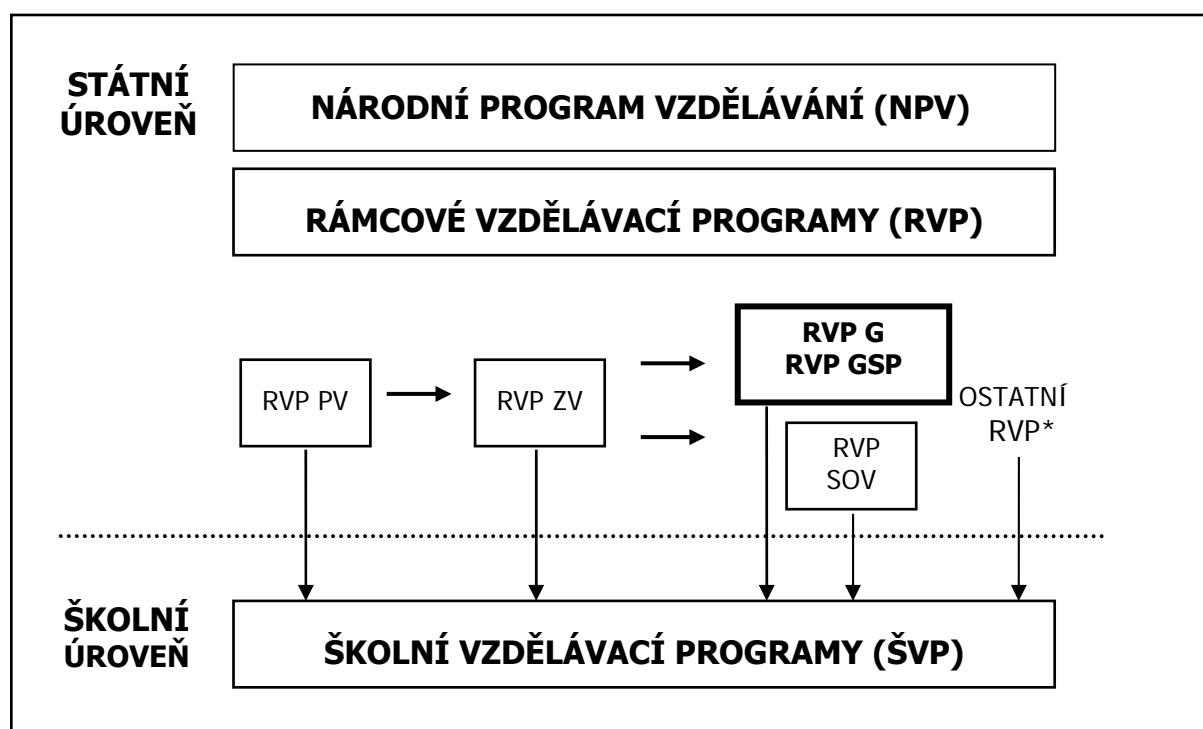 STÁTNÍ
ÚROVEŇ
NÁRODNÍ PROGRAM VZDĚLÁVÁNÍ (NPV)
RÁMCOVÉ VZDĚLÁVACÍ PROGRAMY (RVP)
RVP PV
RVP ZV
RVP G
RVP GSP
RVP
SOV
OSTATNÍ
RVP*
ŠKOLNÍ
ÚROVEŇ
ŠKOLNÍ VZDĚLÁVACÍ PROGRAMY (ŠVP)